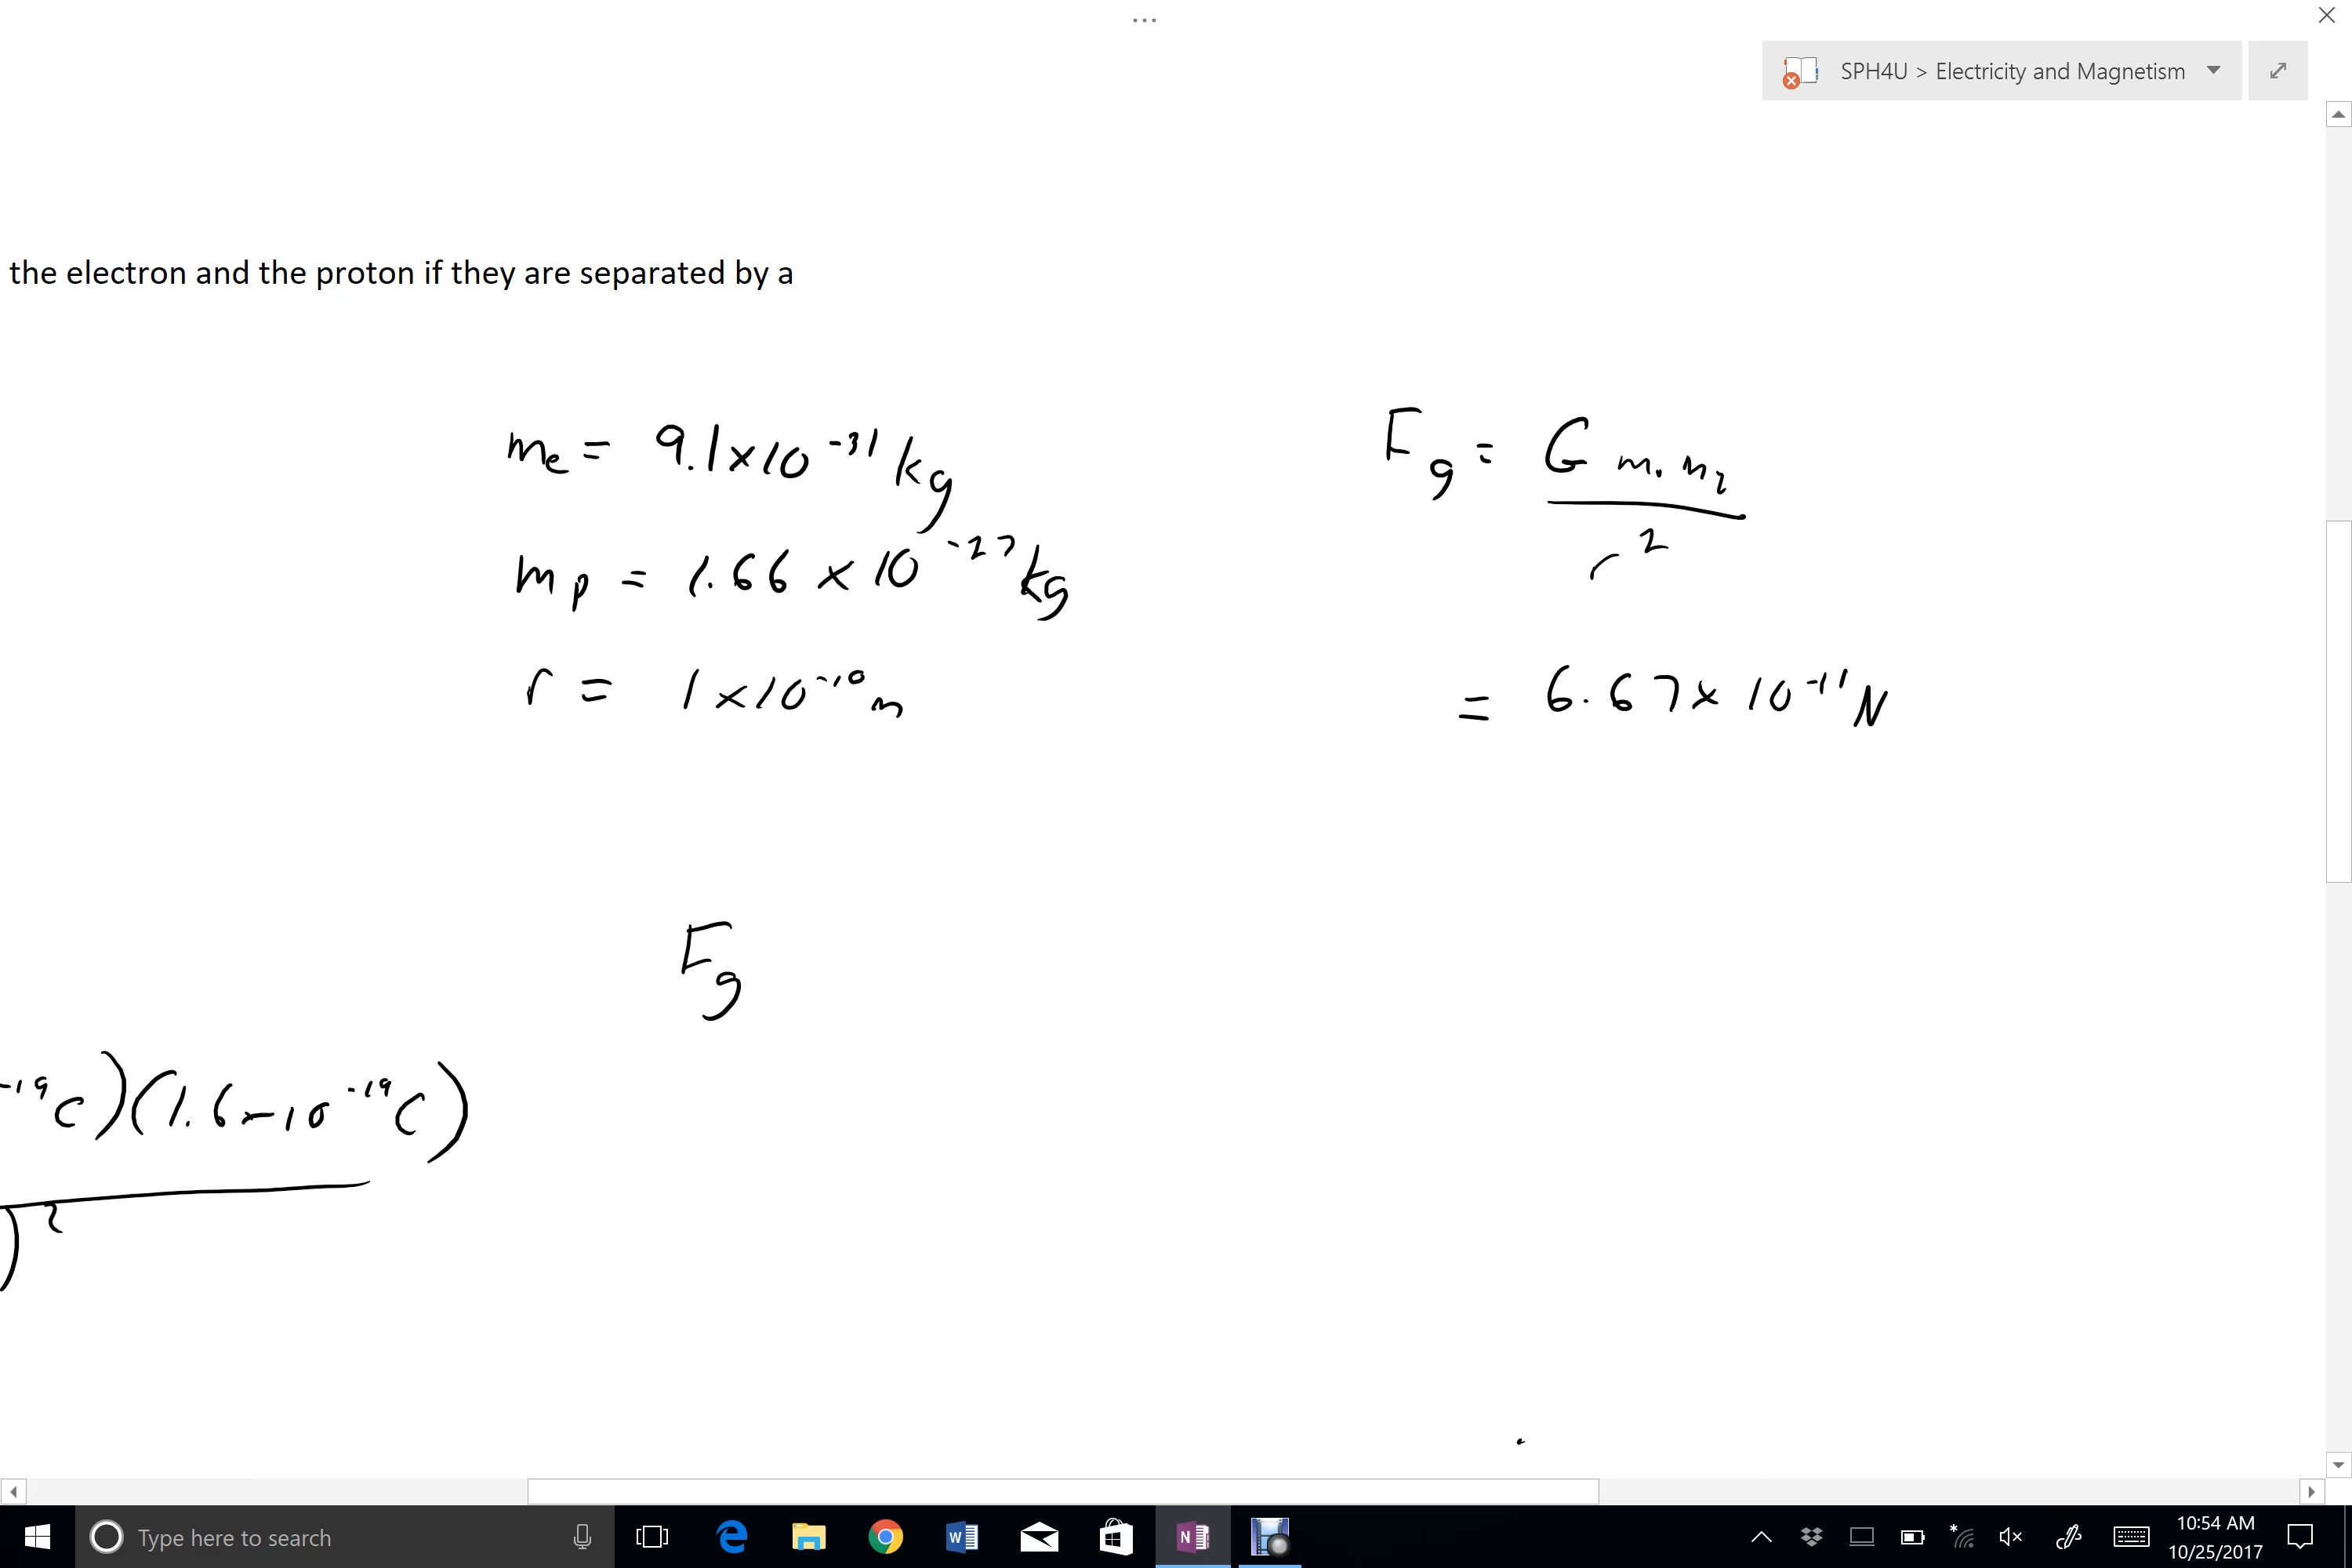 SPH4U > Electricity and Magnetism
the electron and the proton if they are separated by a
me = 9.1×10⁻³¹ kg
mp = 1.66 × 10⁻²⁷ kg
r = 1×10⁻¹⁰ m
Fg = G m₁ m₂
r²
= 6.67× 10⁻¹¹ N
Fg
⁻¹⁹C)(1.6×10⁻¹⁹C)
)²
Type here to search
10:54 AM
10/25/2017